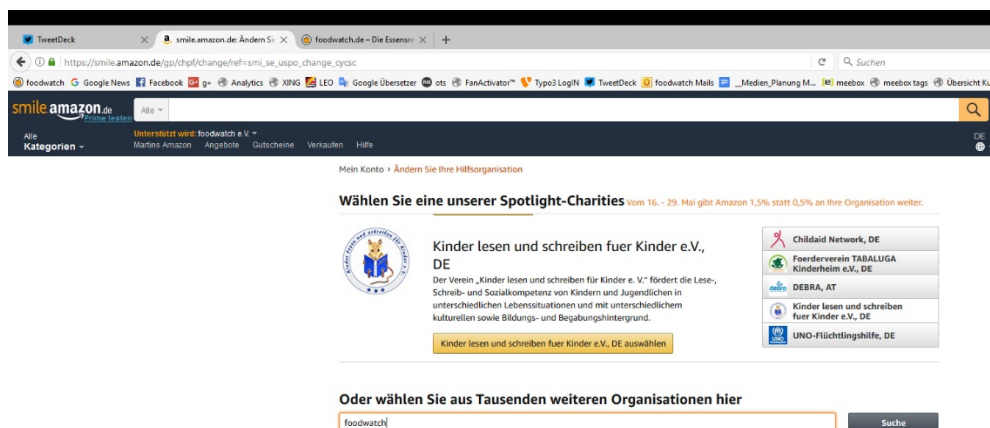 TweetDeck
smile.amazon.de: Ändern Si
foodwatch.de – Die Essensre
https://smile.amazon.de/gp/chpf/change/ref=smi_se_uspo_change_cycsc
Suchen
foodwatch Google News Facebook g+ Analytics XING LEO Google Übersetzer ots FanActivator™ Typo3 LogIN TweetDeck foodwatch Mails __Medien_Planung M... meebox meebox tags Übersicht Ku
smile amazon.de
Prime testen
Alle
Alle
Kategorien
Unterstützt wird: foodwatch e.V.
Martins Amazon Angebote Gutscheine Verkaufen Hilfe
DE
Mein Konto › Ändern Sie Ihre Hilfsorganisation
Wählen Sie eine unserer Spotlight-Charities Vom 16. - 29. Mai gibt Amazon 1,5% statt 0,5% an Ihre Organisation weiter.
Kinder lesen und schreiben fuer Kinder e.V.,
DE
Der Verein „Kinder lesen und schreiben für Kinder e. V.“ fördert die Lese-,
Schreib- und Sozialkompetenz von Kindern und Jugendlichen in
unterschiedlichen Lebenssituationen und mit unterschiedlichem
kulturellen sowie Bildungs- und Begabungshintergrund.
Kinder lesen und schreiben fuer Kinder e.V., DE auswählen
Childaid Network, DE
Foerderverein TABALUGA
Kinderheim e.V., DE
debra
DEBRA, AT
Kinder lesen und schreiben
fuer Kinder e.V., DE
UNO-Flüchtlingshilfe, DE
Oder wählen Sie aus Tausenden weiteren Organisationen hier
foodwatch
Suche